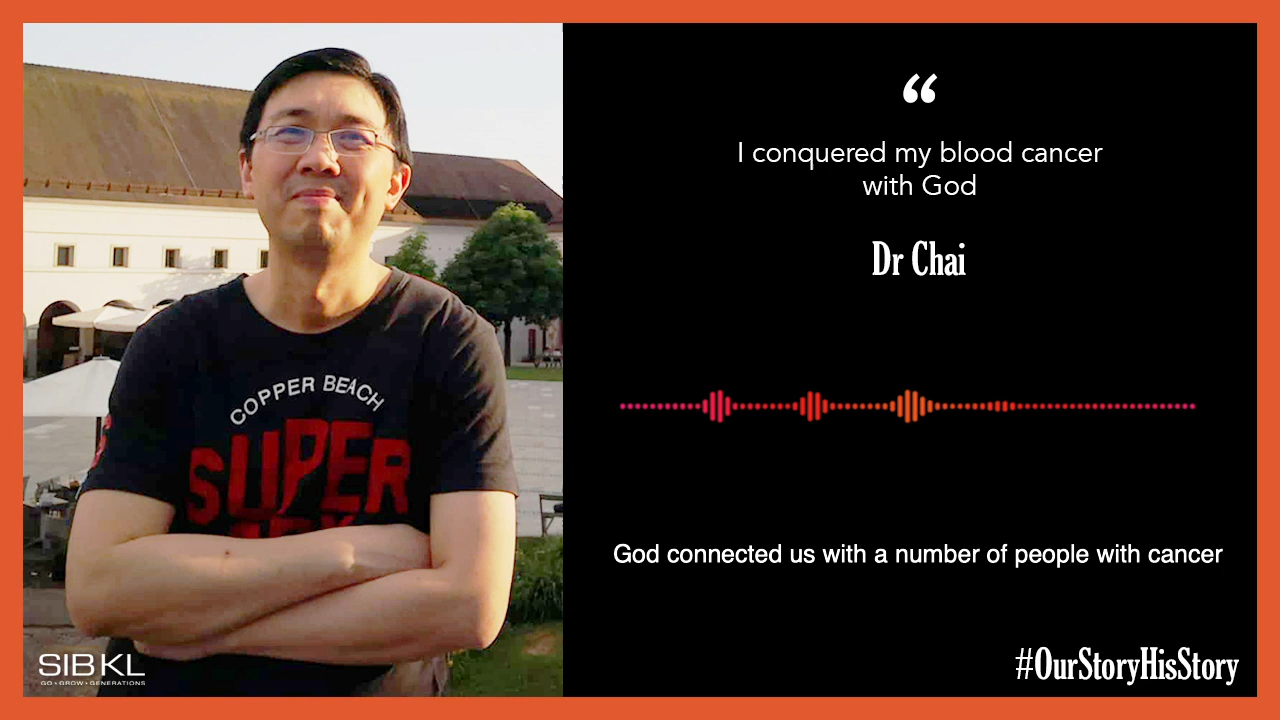 “
I conquered my blood cancer
with God
Dr Chai
COPPER BEACH
SUPER
God connected us with a number of people with cancer
#OurStoryHisStory
SIBKL
GO • GROW • GENERATIONS